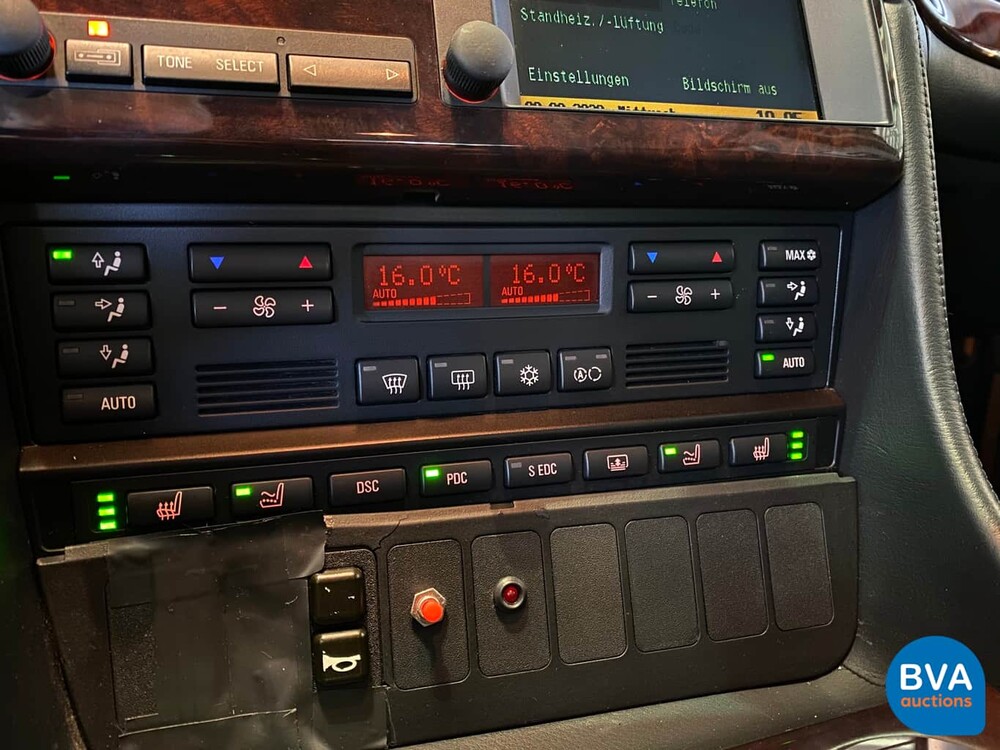 Standheiz./-lüftung
TONE SELECT
Einstellungen Bildschirm aus
16.0°C 16.0°C
AUTO AUTO
MAX
AUTO
AUTO
DSC PDC S EDC
BVA
auctions